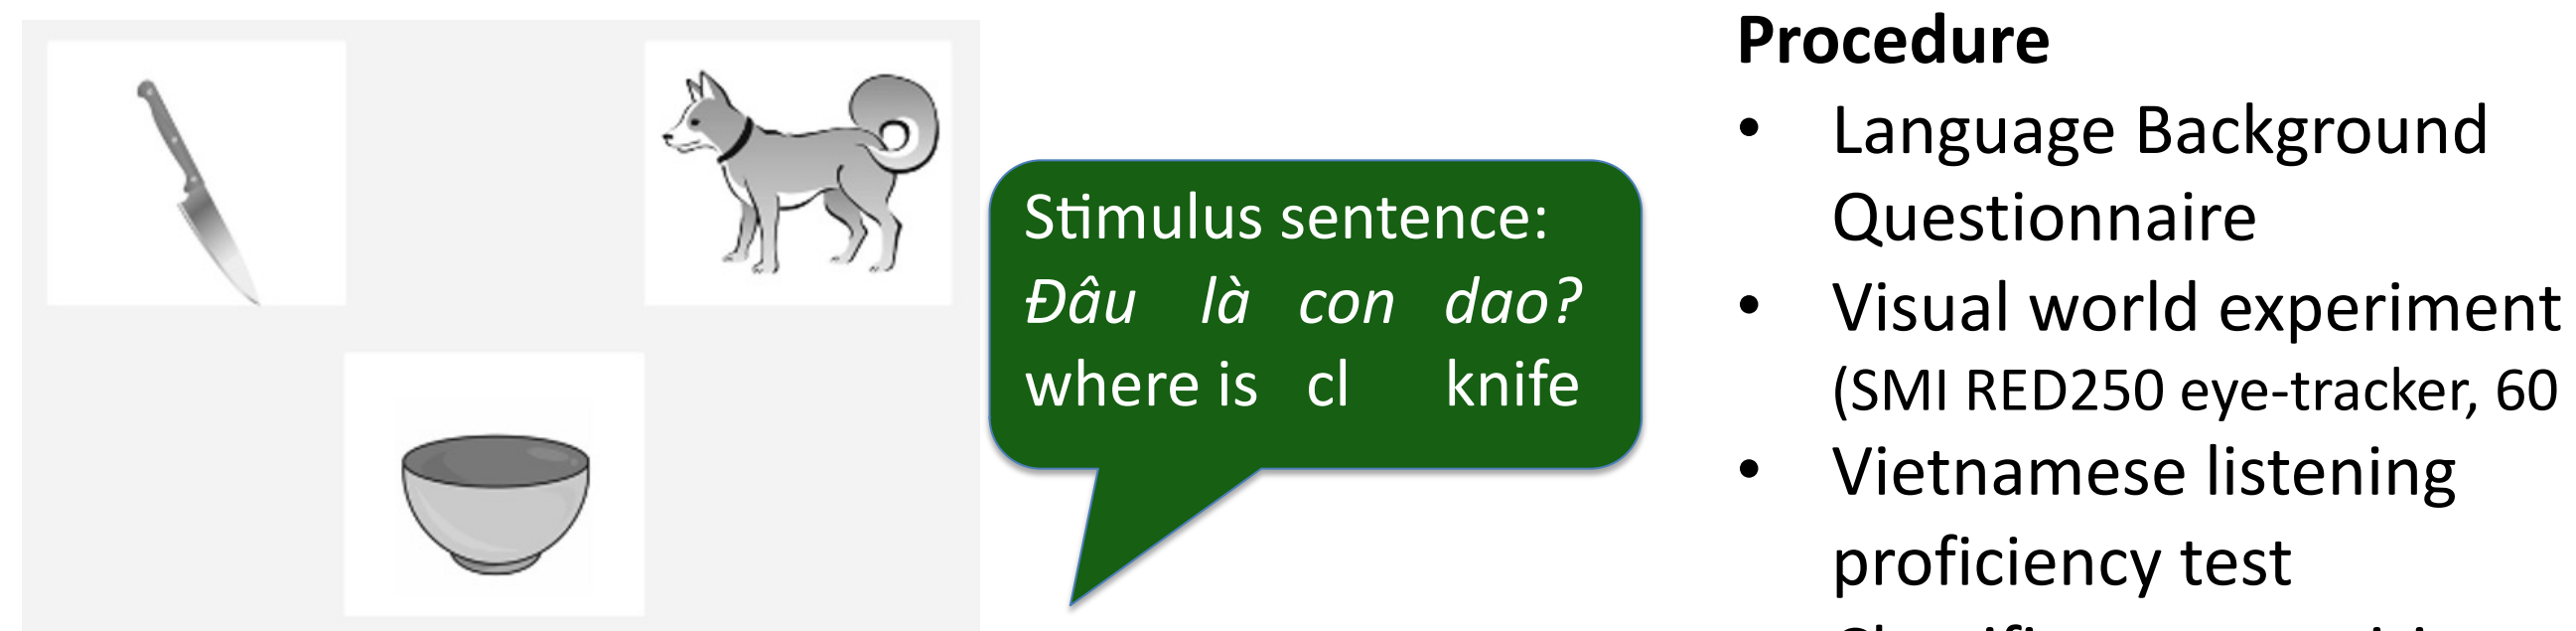 Stimulus sentence:
Đâu là con dao?
where is cl knife
Procedure
• Language Background
Questionnaire
• Visual world experiment
(SMI RED250 eye-tracker, 60
• Vietnamese listening
proficiency test